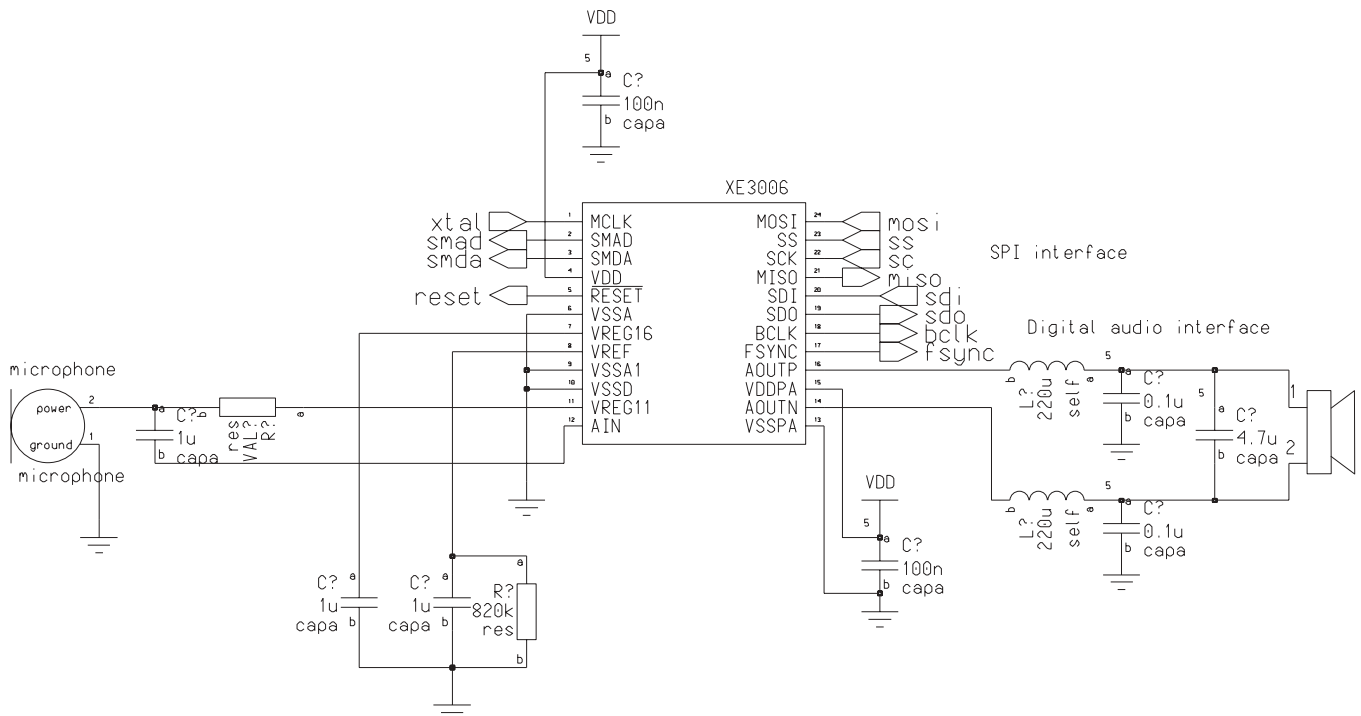 VDD
5
a
C?
100n
b
capa
XE3006
xtal
1
MCLK
MOSI
24
mosi
smad
2
SMAD
SS
23
ss
smda
3
SMDA
SCK
22
sc
4
VDD
MISO
21
miso
SPI interface
reset
5
RESET
SDI
20
sdi
6
VSSA
SDO
19
sdo
7
VREG16
BCLK
18
bclk
Digital audio interface
8
VREF
FSYNC
17
fsync
9
VSSA1
AOUTP
16
10
VSSD
VDDPA
15
11
VREG11
AOUTN
14
12
AIN
VSSPA
13
microphone
power
2
ground
1
microphone
a
C?
1u
b
capa
b
res
VAL?
R?
a
b
L?
220u
self
a
5
a
C?
0.1u
b
capa
5
a
C?
4.7u
b
capa
1
2
b
L?
220u
self
a
5
a
C?
0.1u
b
capa
VDD
5
a
C?
100n
b
capa
C?
a
1u
capa
b
C?
a
1u
capa
b
a
R?
820k
res
b